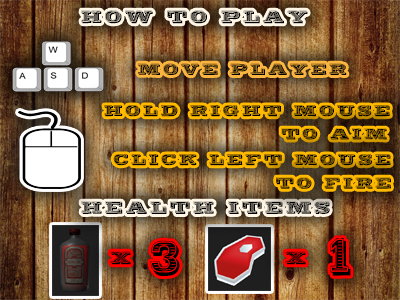 HOW TO PLAY
W
A S D
MOVE PLAYER
HOLD RIGHT MOUSE
TO AIM
CLICK LEFT MOUSE
TO FIRE
HEALTH ITEMS
x 3 x 1